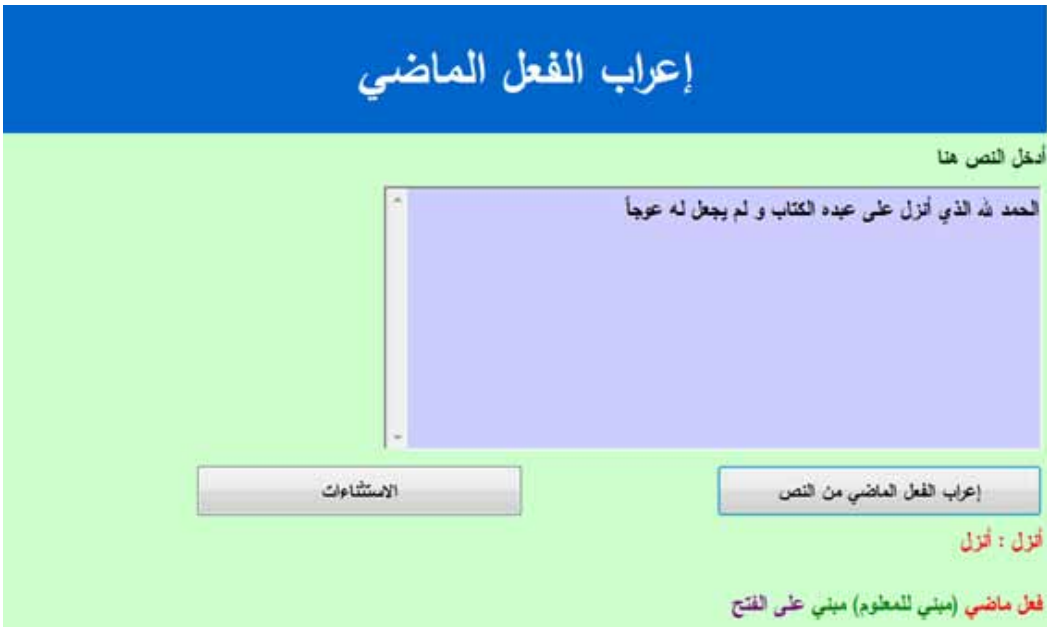 إعراب الفعل الماضي
أدخل النص هنا
الحمد لله الذي أنزل على عبده الكتاب و لم يجعل له عوجاً
إعراب الفعل الماضي من النص
الاستثناءات
أنزل : أنزل
فعل ماضي (مبني للمعلوم) مبني على الفتح